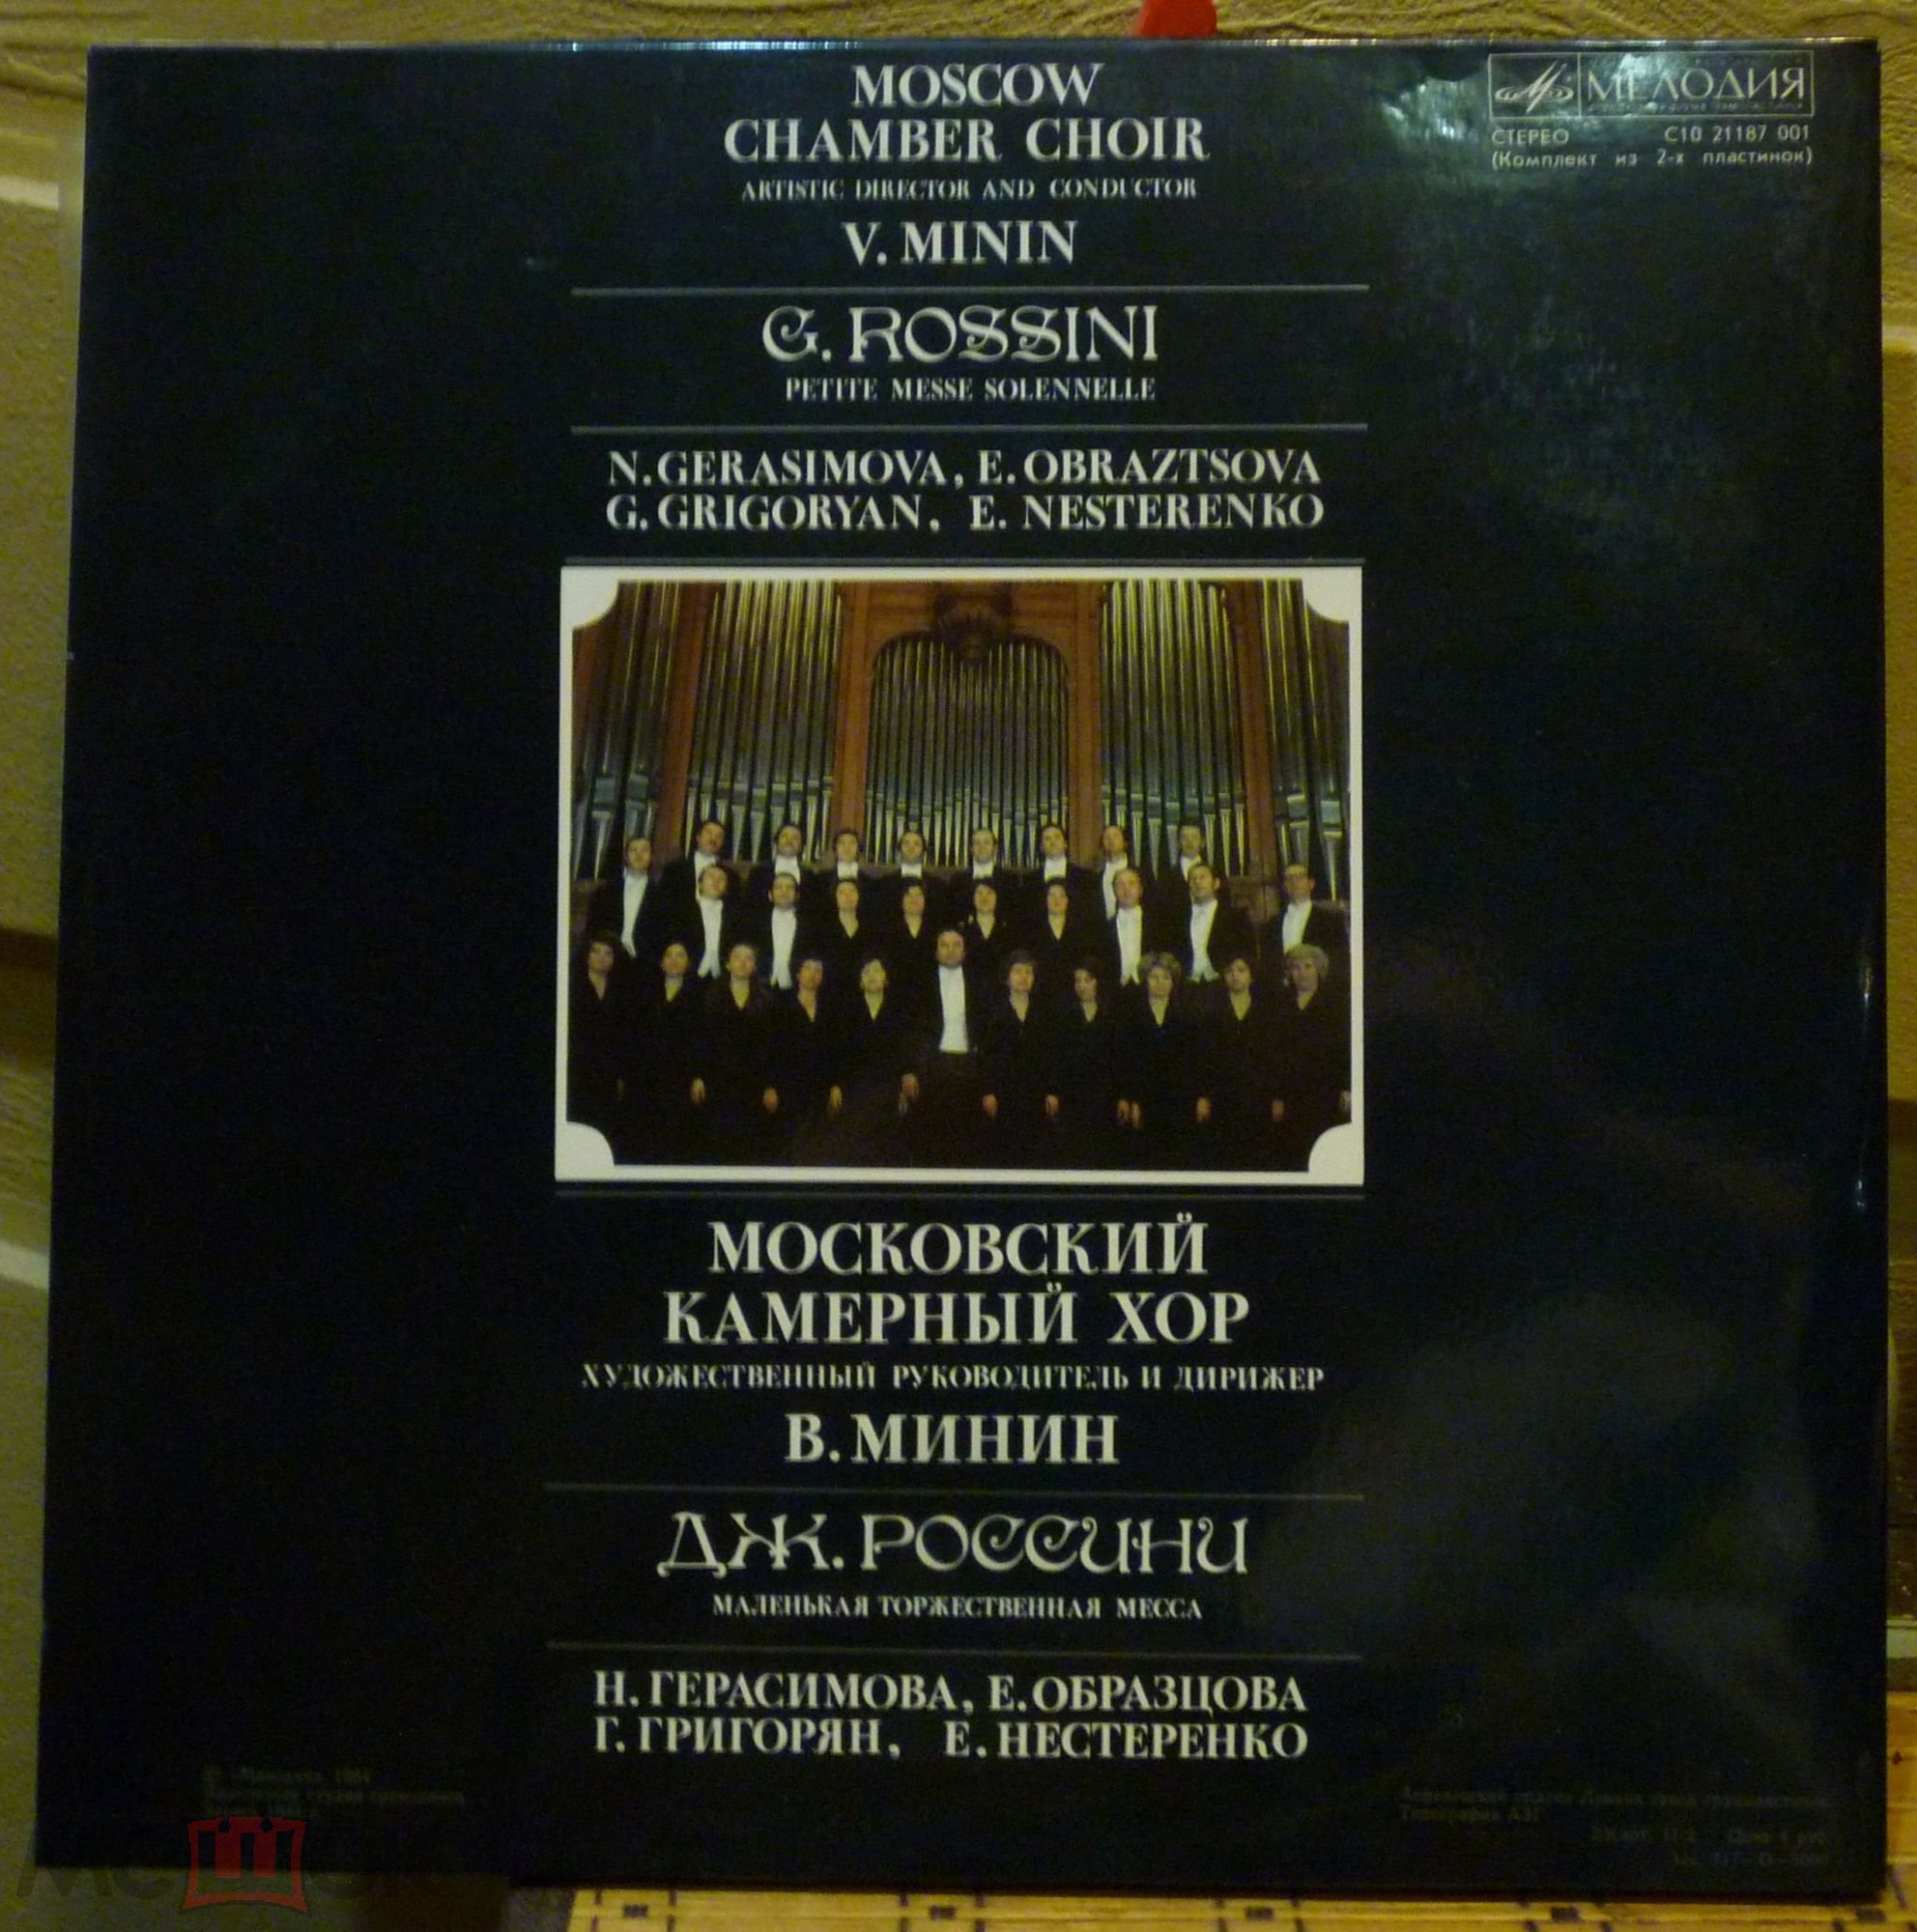 MOSCOW
CHAMBER CHOIR
ARTISTIC DIRECTOR AND CONDUCTOR
V. MININ
МЕЛОДИЯ
СТЕРЕО С10 21187 001
(Комплект из 2-х пластинок)
G. ROSSINI
PETITE MESSE SOLENNELLE
N. GERASIMOVA, E. OBRAZTSOVA
G. GRIGORYAN, E. NESTERENKO
МОСКОВСКИЙ
КАМЕРНЫЙ ХОР
ХУДОЖЕСТВЕННЫЙ РУКОВОДИТЕЛЬ И ДИРИЖЕР
В. МИНИН
ДЖ. РОССИНИ
МАЛЕНЬКАЯ ТОРЖЕСТВЕННАЯ МЕССА
Н. ГЕРАСИМОВА, Е. ОБРАЗЦОВА
Г. ГРИГОРЯН, Е. НЕСТЕРЕНКО